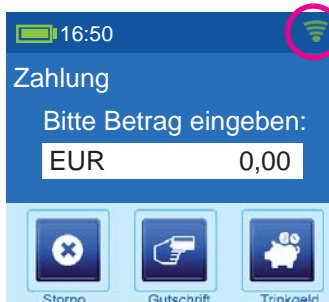 16:50
Zahlung
Bitte Betrag eingeben:
EUR 0,00
Storno Gutschrift Trinkgeld